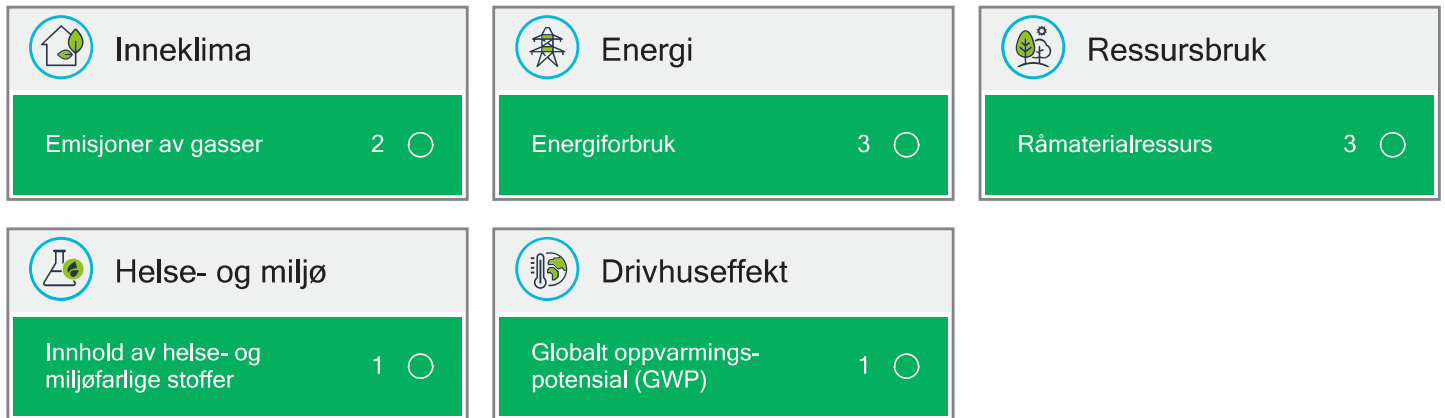 Inneklima
Emisjoner av gasser 2
Energi
Energiforbruk 3
Ressursbruk
Råmaterialressurs 3
Helse- og miljø
Innhold av helse- og
miljøfarlige stoffer 1
Drivhuseffekt
Globalt oppvarmings-
potensial (GWP) 1